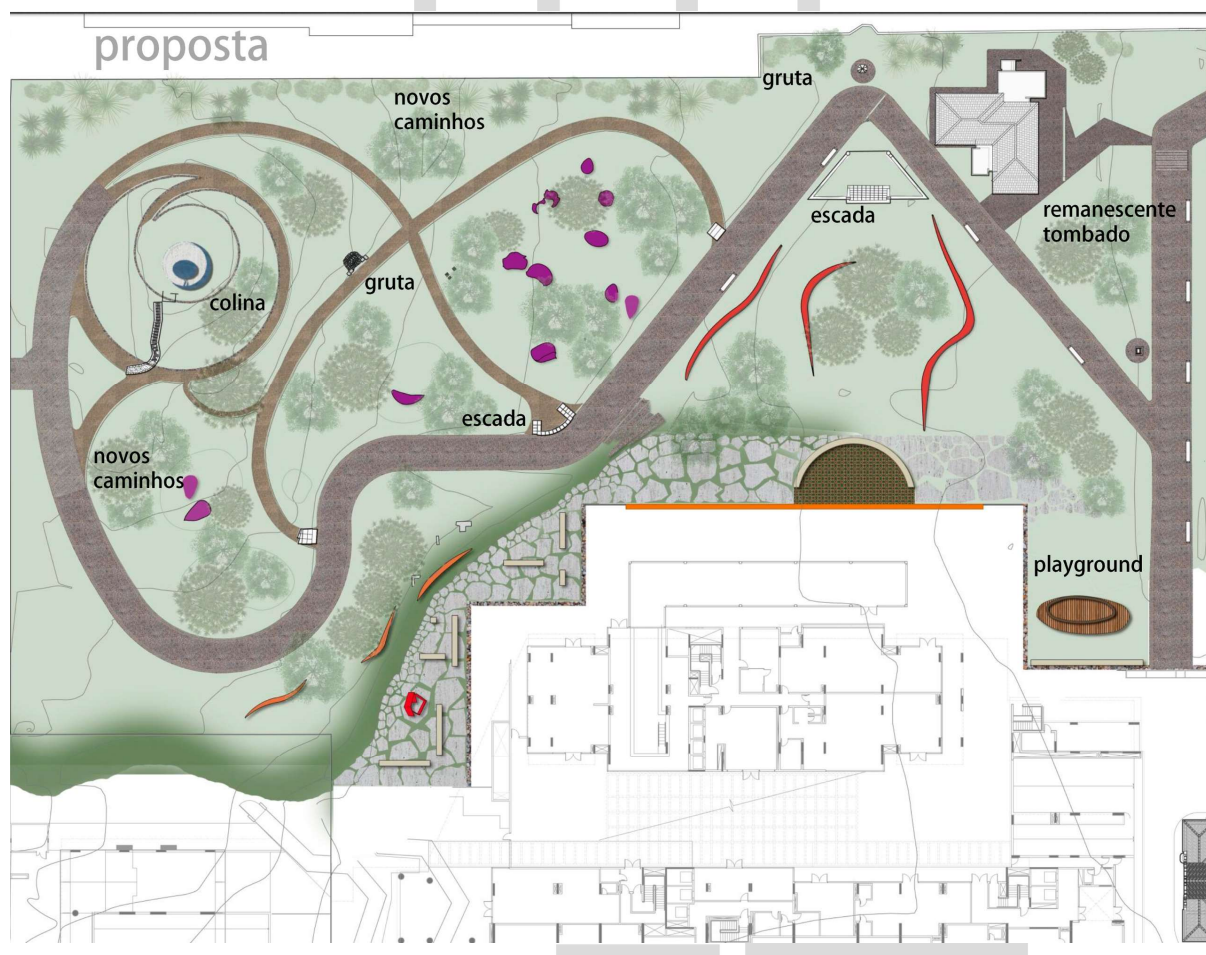 proposta
novos
caminhos
gruta
escada
remanescente
tombado
gruta
colina
escada
novos
caminhos
playground